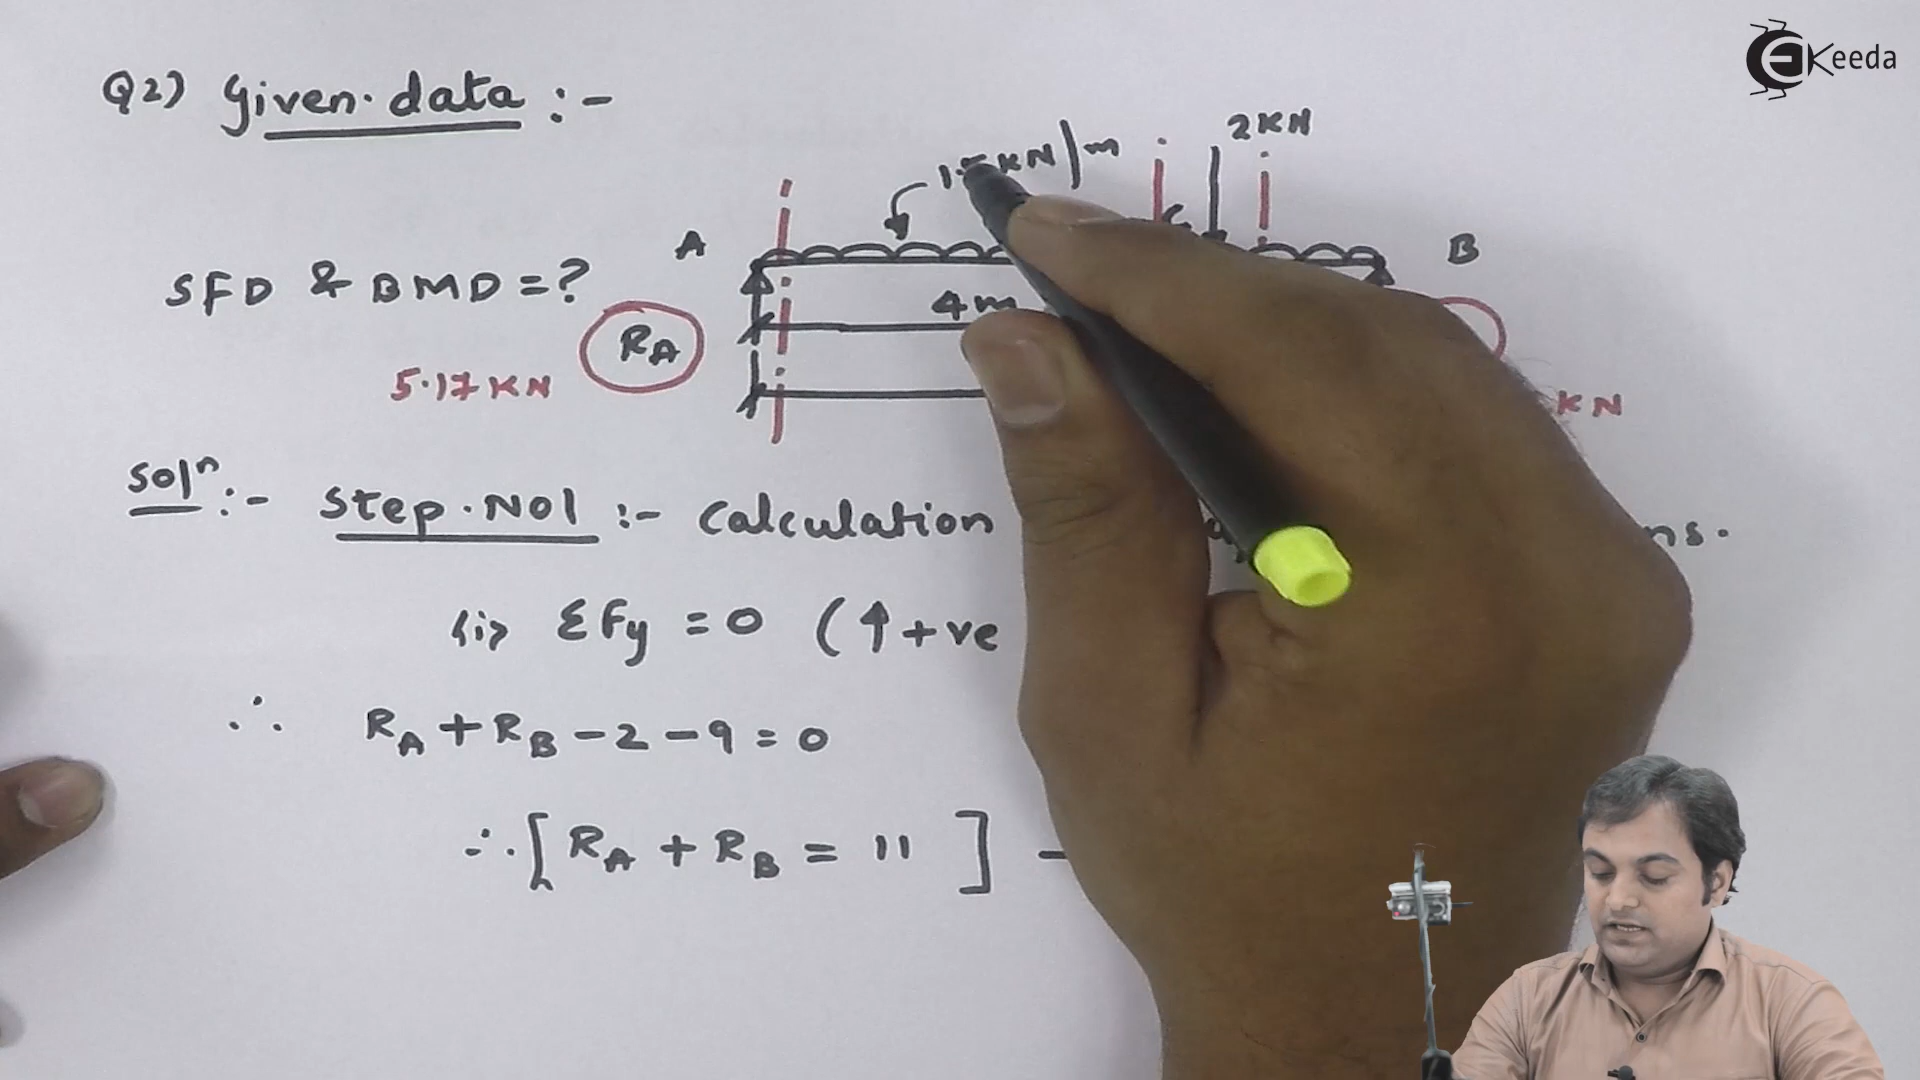 Keeda
Q2) Given data :-
2KN
KN/m
A
C
B
SFD & BMD = ?
4m
RA
5.17 KN
KN
Solⁿ :- Step.No1 :- Calculation
(i) ΣFy = 0 (↑+ve
∴ RA + RB - 2 - 9 = 0
∴ [ RA + RB = 11 ] -